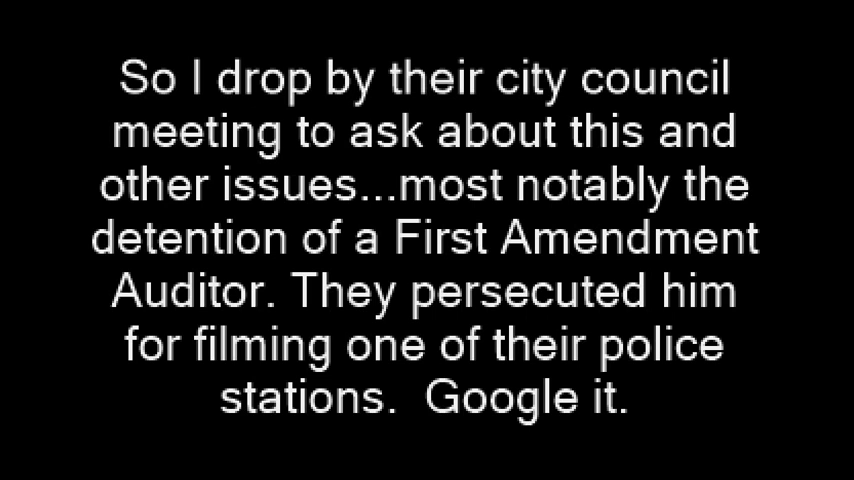 So I drop by their city council
meeting to ask about this and
other issues...most notably the
detention of a First Amendment
Auditor. They persecuted him
for filming one of their police
stations.  Google it.